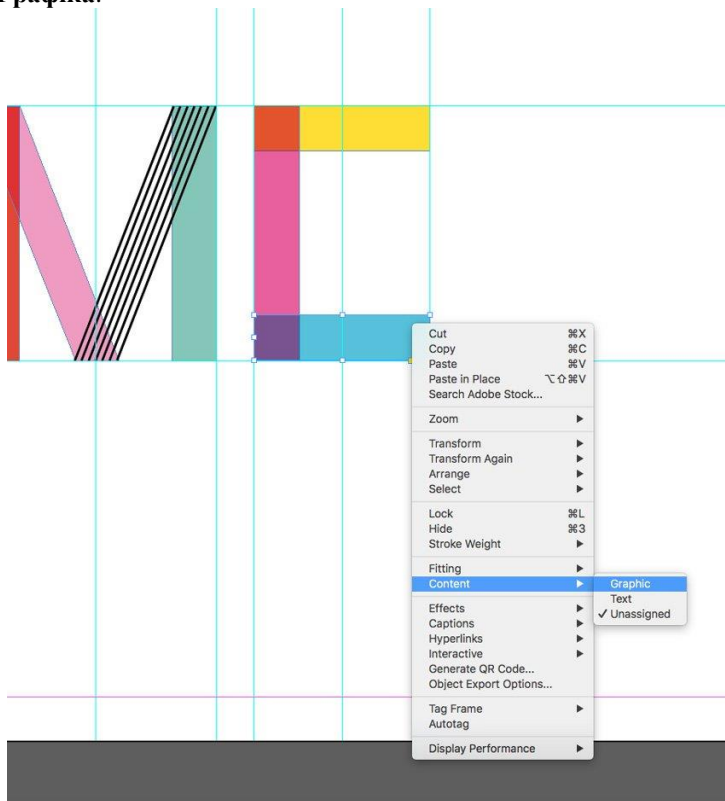 Графіка.
Cut ⌘X
Copy ⌘C
Paste ⌘V
Paste in Place ⌥⇧⌘V
Search Adobe Stock...
Zoom
Transform
Transform Again
Arrange
Select
Lock ⌘L
Hide ⌘3
Stroke Weight
Fitting
Content
Graphic
Text
✓ Unassigned
Effects
Captions
Hyperlinks
Interactive
Generate QR Code...
Object Export Options...
Tag Frame
Autotag
Display Performance